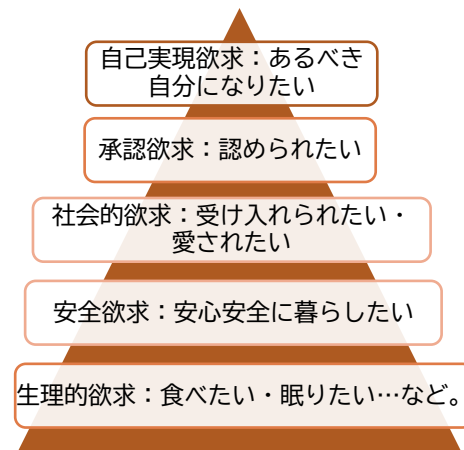 自己実現欲求：あるべき
自分になりたい
承認欲求：認められたい
社会的欲求：受け入れられたい・
愛されたい
安全欲求：安心安全に暮らしたい
生理的欲求：食べたい・眠りたい…など。